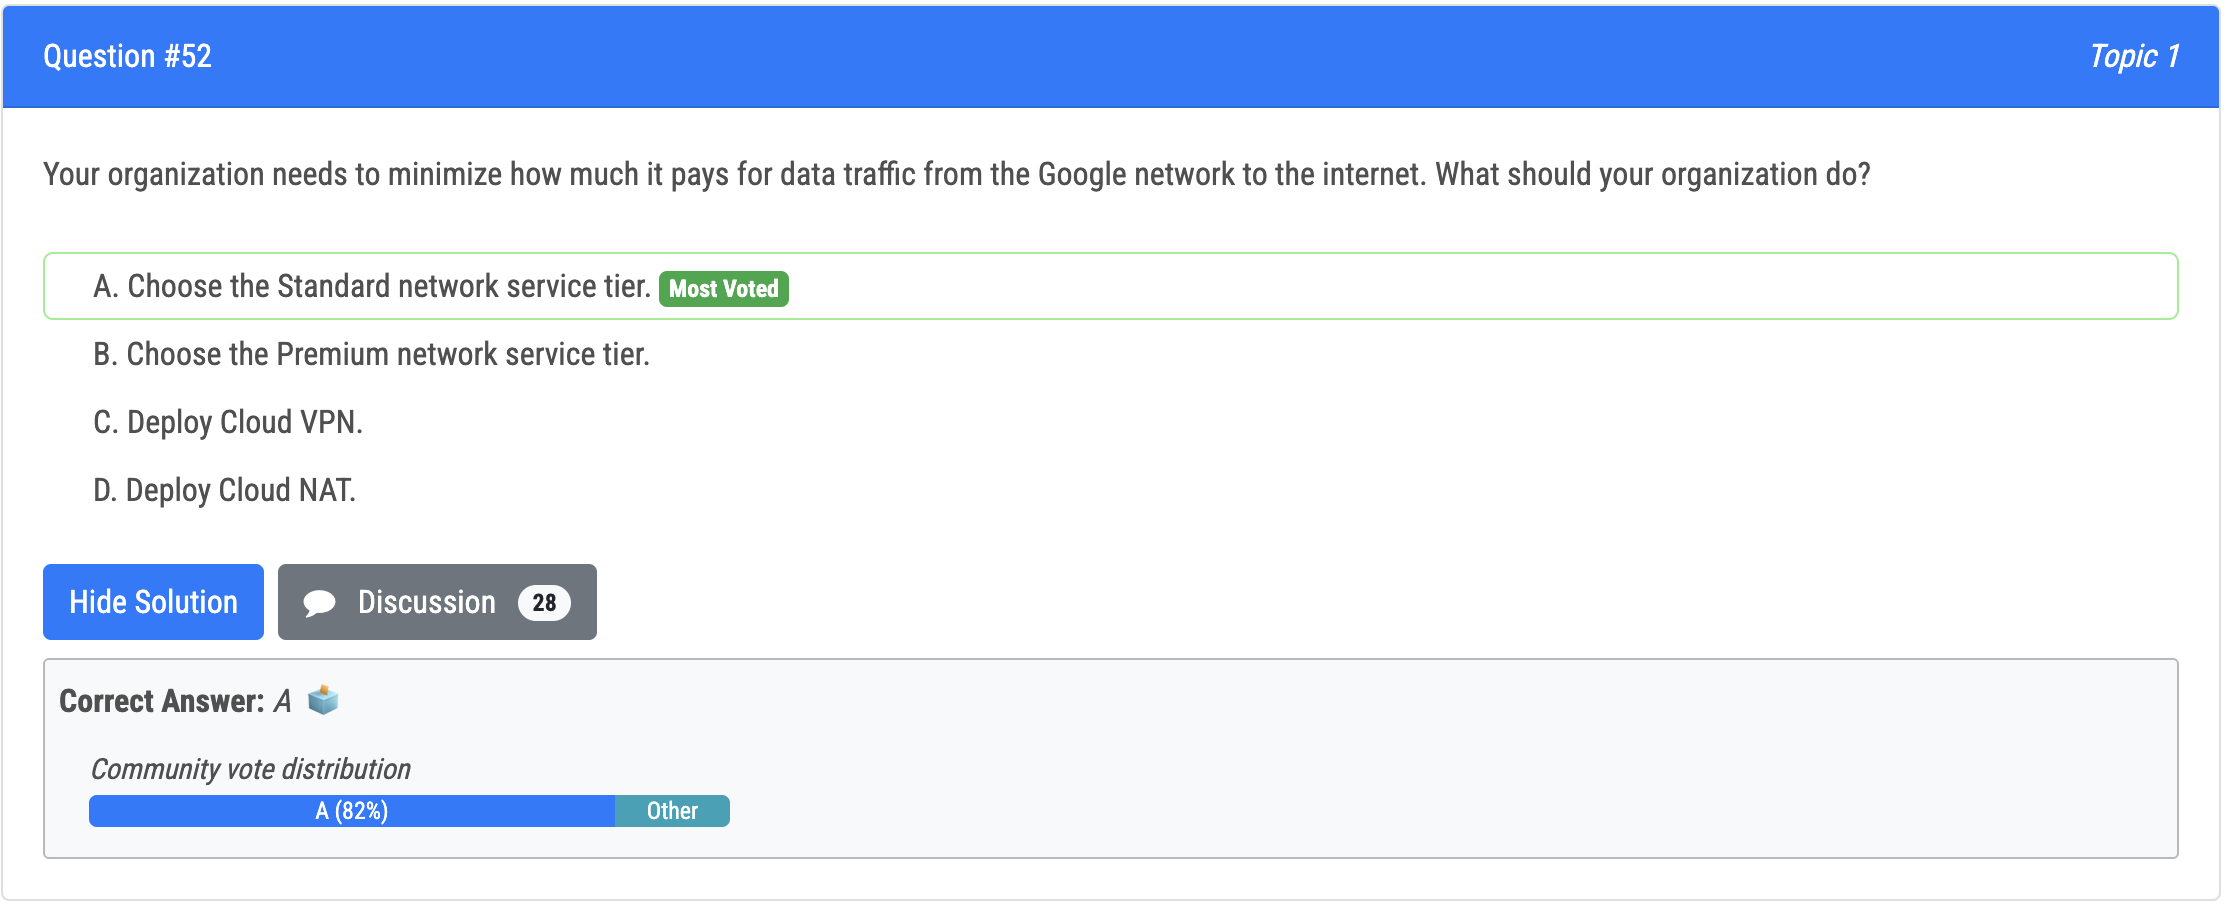 Question #52
Topic 1
Your organization needs to minimize how much it pays for data traffic from the Google network to the internet. What should your organization do?
A. Choose the Standard network service tier. Most Voted
B. Choose the Premium network service tier.
C. Deploy Cloud VPN.
D. Deploy Cloud NAT.
Hide Solution
Discussion 28
Correct Answer: A
Community vote distribution
A (82%)
Other